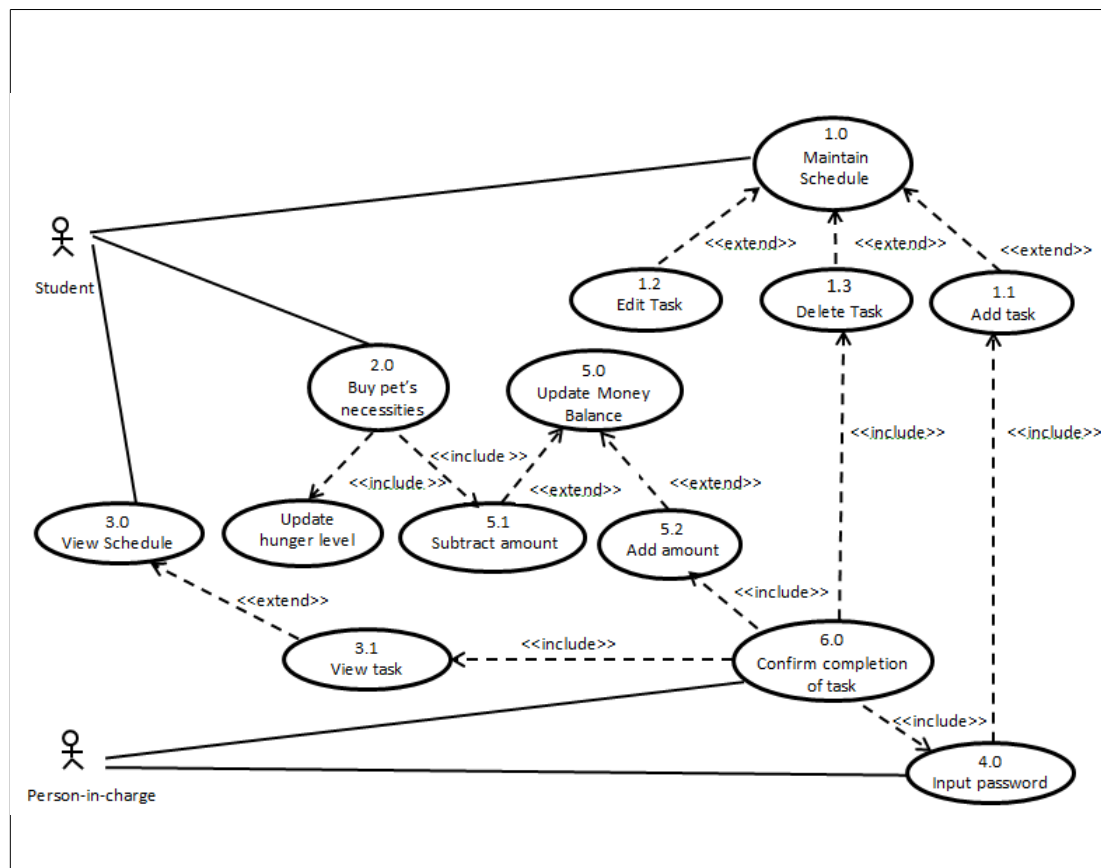 1.0
Maintain
Schedule
<<extend>>
<<extend>>
<<extend>>
Student
1.2
Edit Task
1.3
Delete Task
1.1
Add task
2.0
Buy pet's
necessities
5.0
Update Money
Balance
<<include >>
<<include>>
<<include>>
<<include >>
<<extend>>
<<extend>>
3.0
View Schedule
Update
hunger level
5.1
Subtract amount
5.2
Add amount
<<extend>>
<<include>>
<<include>>
3.1
View task
6.0
Confirm completion
of task
<<include>>
Person-in-charge
4.0
Input password